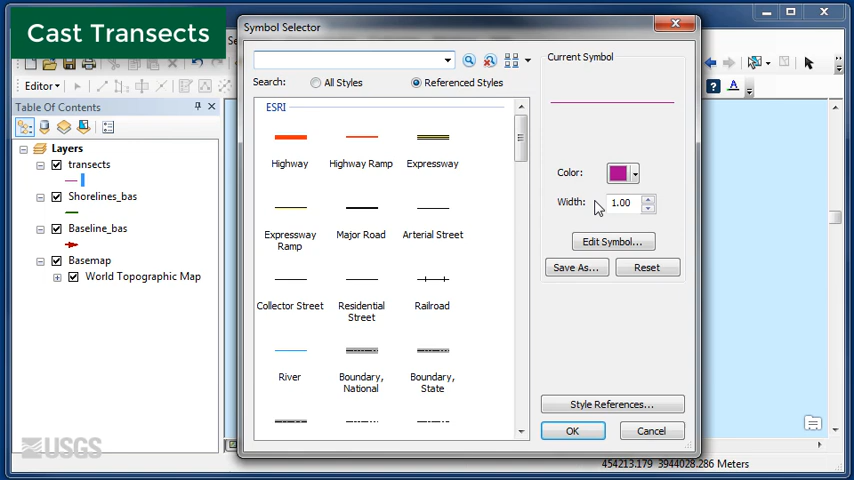 Cast Transects
Symbol Selector
Editor
Search:
All Styles
Referenced Styles
Current Symbol
Table Of Contents
ESRI
Highway
Highway Ramp
Expressway
Layers
transects
Color:
Shorelines_bas
Width:
1.00
Baseline_bas
Expressway Ramp
Major Road
Arterial Street
Edit Symbol...
Basemap
World Topographic Map
Save As...
Reset
Collector Street
Residential Street
Railroad
River
Boundary, National
Boundary, State
Style References...
OK
Cancel
USGS
454213.179 3944028.286 Meters